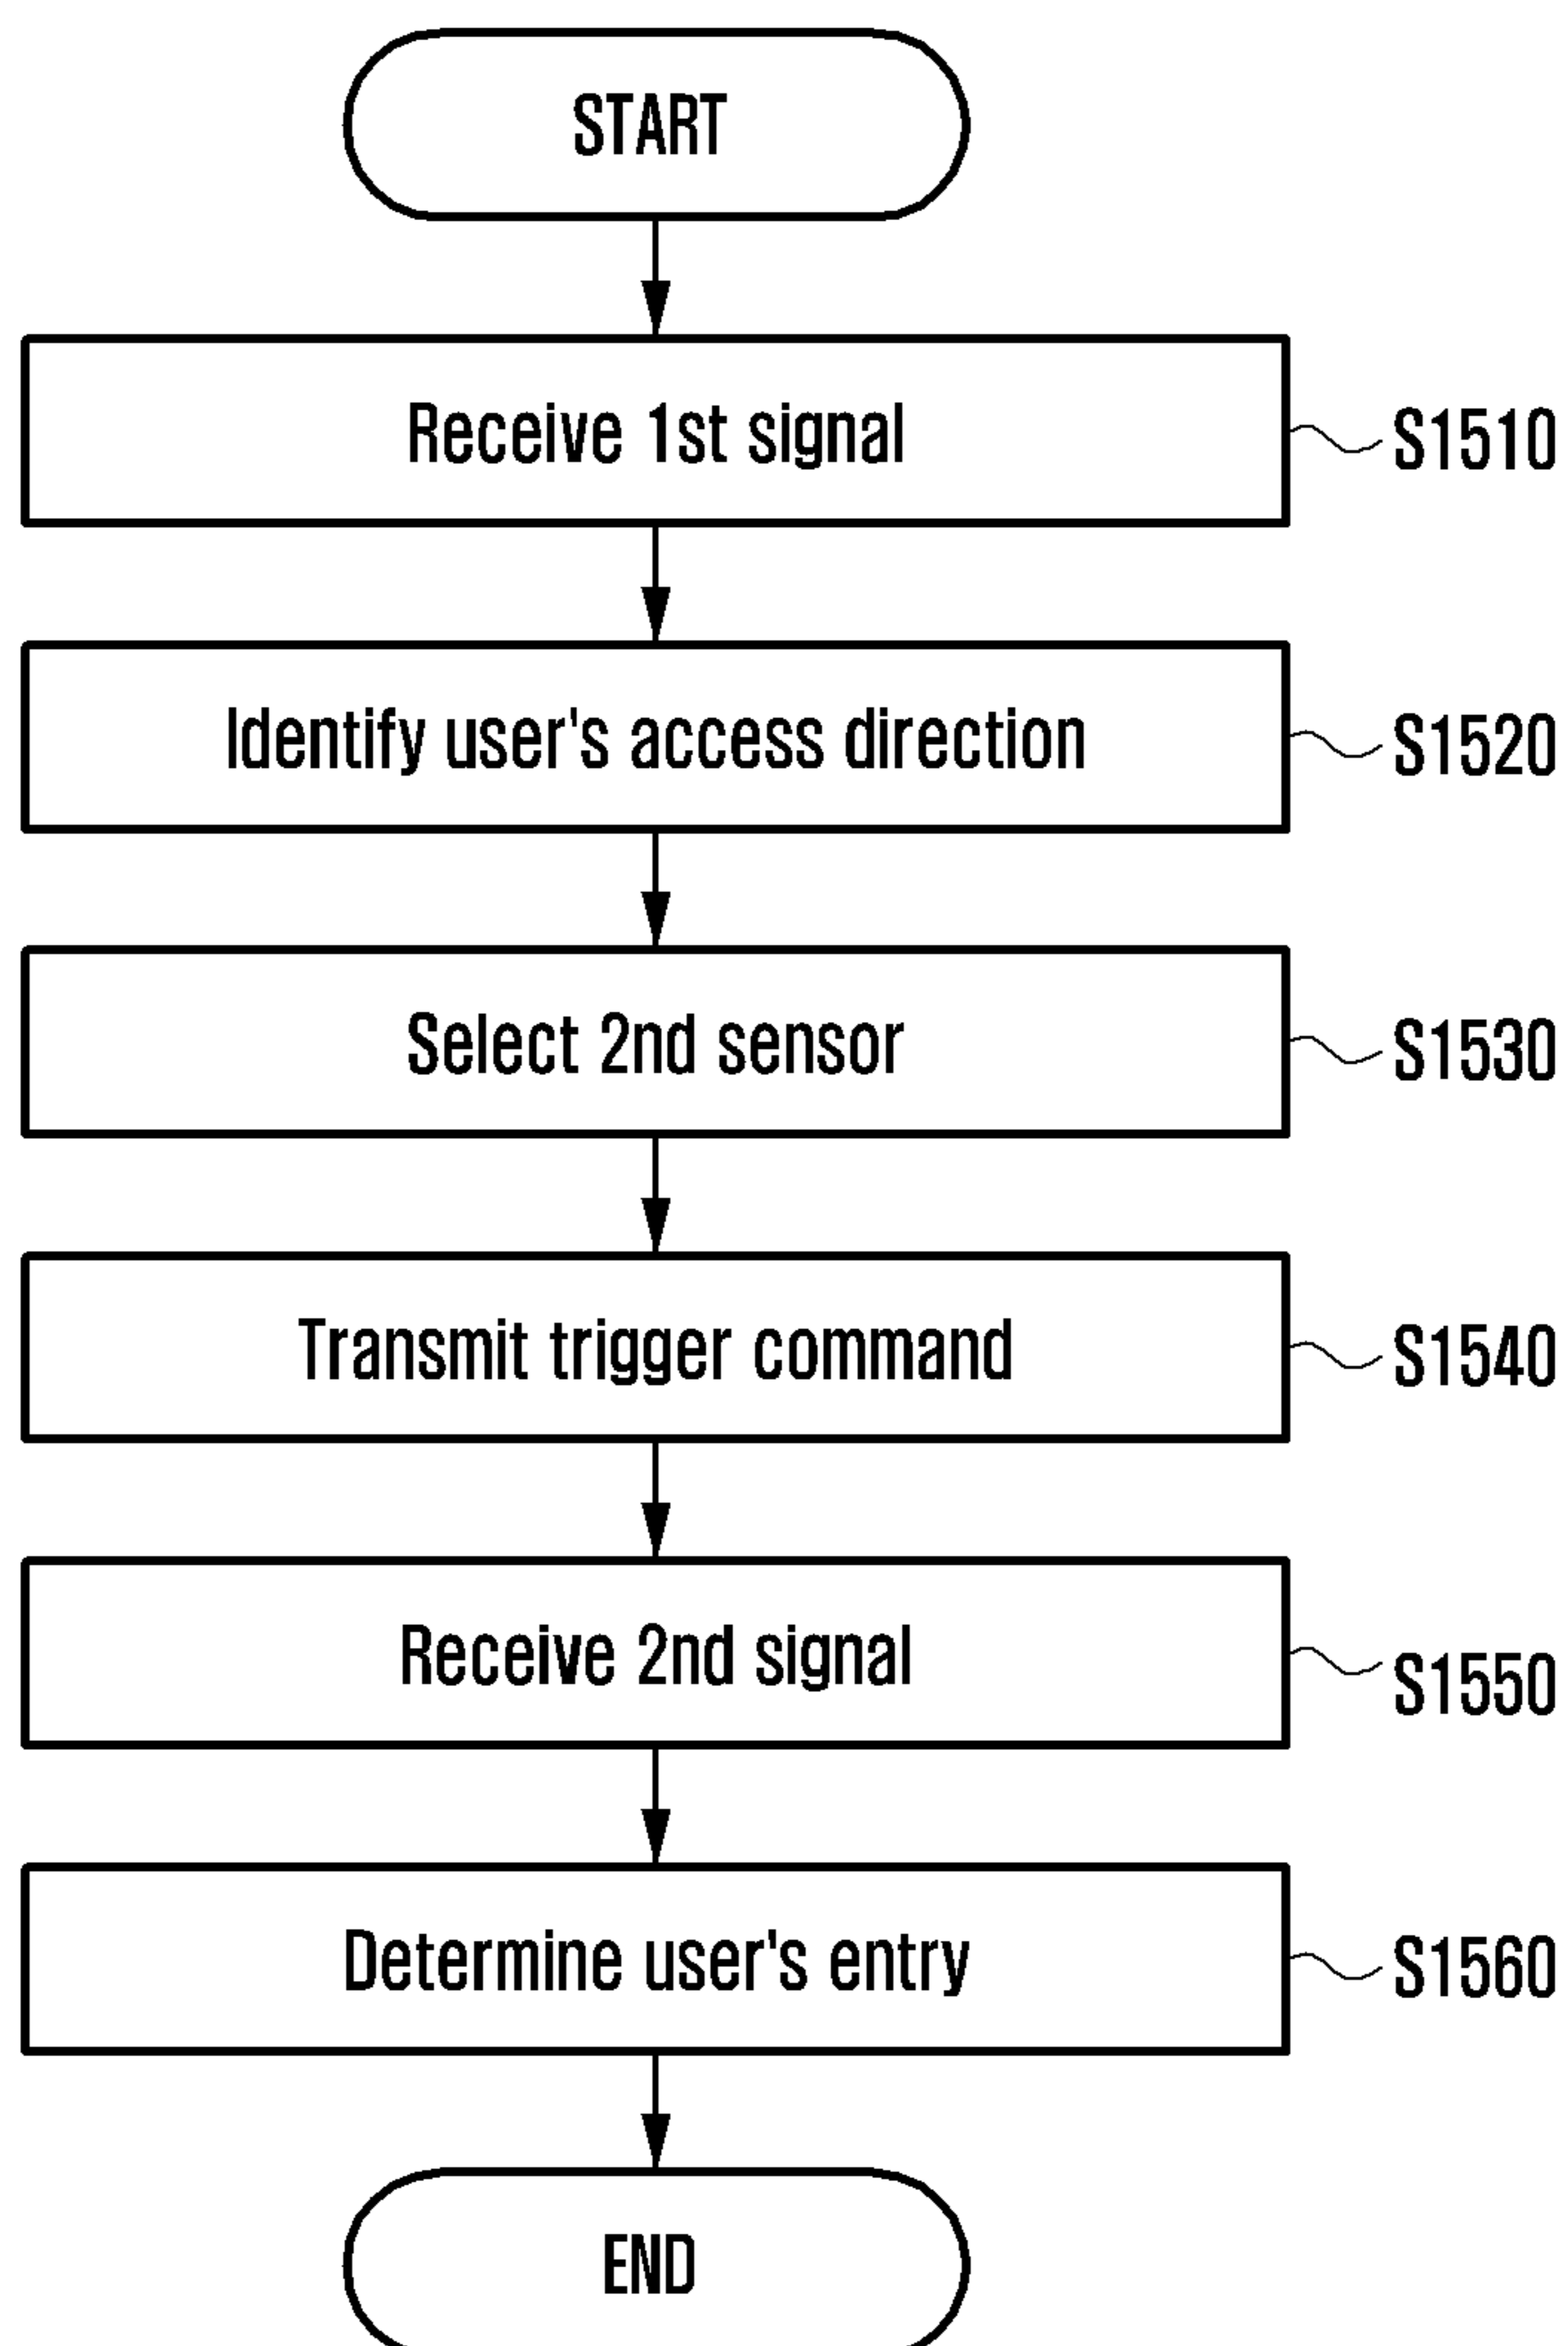 START
Receive 1st signal
S1510
Identify user's access direction
S1520
Select 2nd sensor
S1530
Transmit trigger command
S1540
Receive 2nd signal
S1550
Determine user's entry
S1560
END